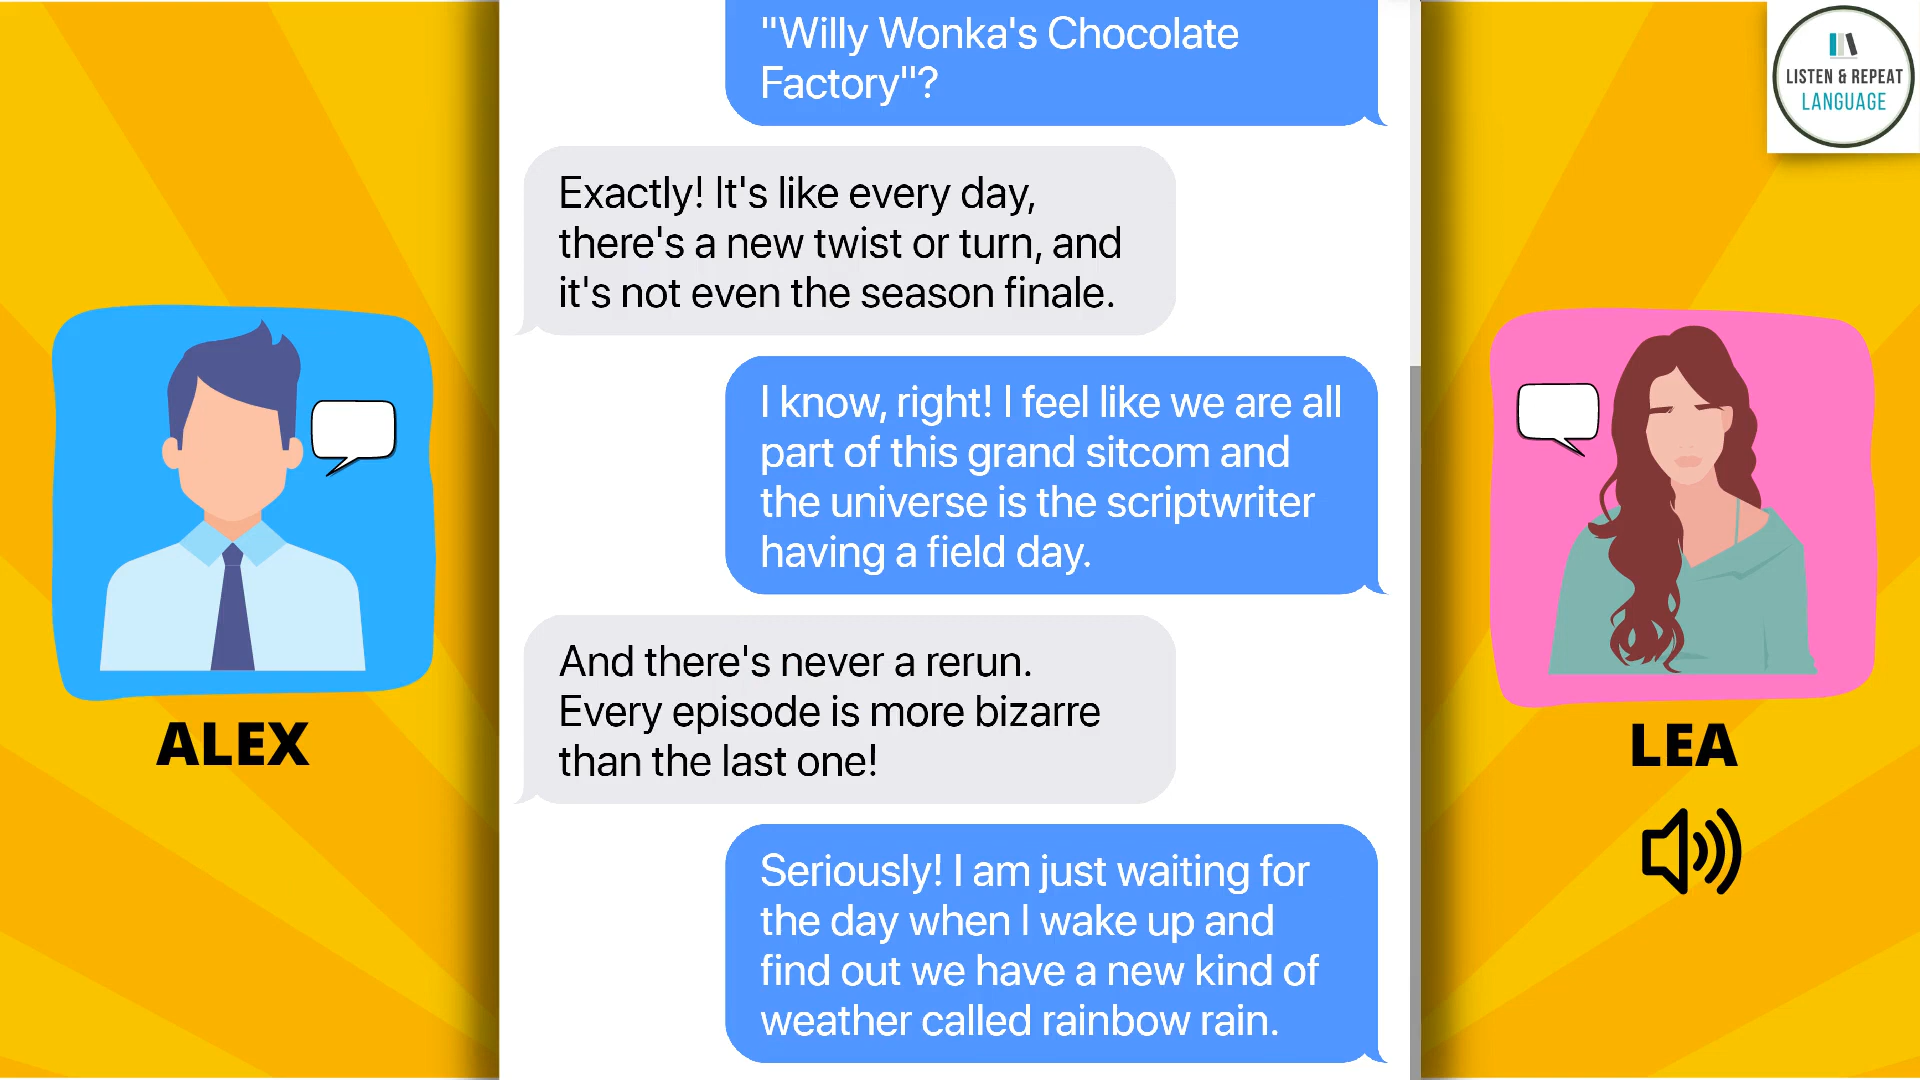 "Willy Wonka's Chocolate
Factory"?
Exactly! It's like every day,
there's a new twist or turn, and
it's not even the season finale.
I know, right! I feel like we are all
part of this grand sitcom and
the universe is the scriptwriter
having a field day.
And there's never a rerun.
Every episode is more bizarre
than the last one!
Seriously! I am just waiting for
the day when I wake up and
find out we have a new kind of
weather called rainbow rain.
ALEX
LEA
LISTEN & REPEAT
LANGUAGE